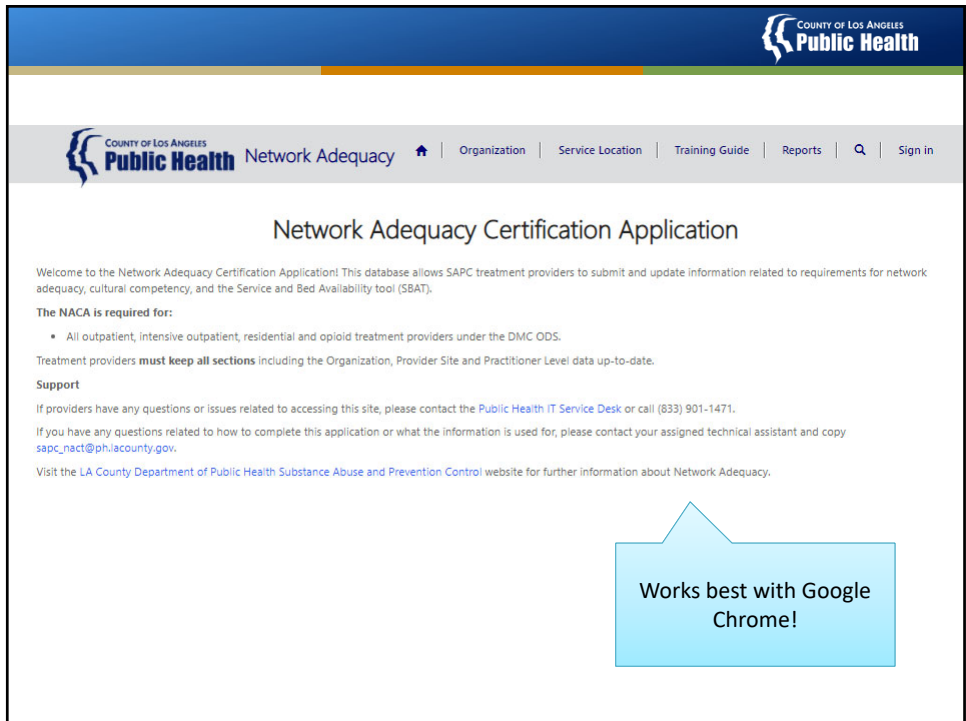 COUNTY OF LOS ANGELES
Public Health
COUNTY OF LOS ANGELES
Public Health Network Adequacy Organization Service Location Training Guide Reports Sign in
Network Adequacy Certification Application
Welcome to the Network Adequacy Certification Application! This database allows SAPC treatment providers to submit and update information related to requirements for network
adequacy, cultural competency, and the Service and Bed Availability tool (SBAT).
The NACA is required for:
• All outpatient, intensive outpatient, residential and opioid treatment providers under the DMC ODS.
Treatment providers must keep all sections including the Organization, Provider Site and Practitioner Level data up-to-date.
Support
If providers have any questions or issues related to accessing this site, please contact the Public Health IT Service Desk or call (833) 901-1471.
If you have any questions related to how to complete this application or what the information is used for, please contact your assigned technical assistant and copy
sapc_nact@ph.lacounty.gov.
Visit the LA County Department of Public Health Substance Abuse and Prevention Control website for further information about Network Adequacy.
Works best with Google
Chrome!